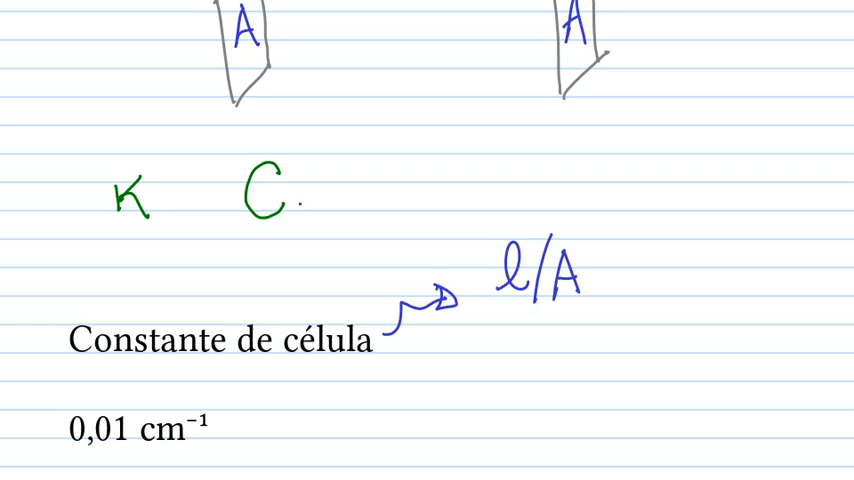 A A
κ C.
l/A
Constante de célula
0,01 cm⁻¹